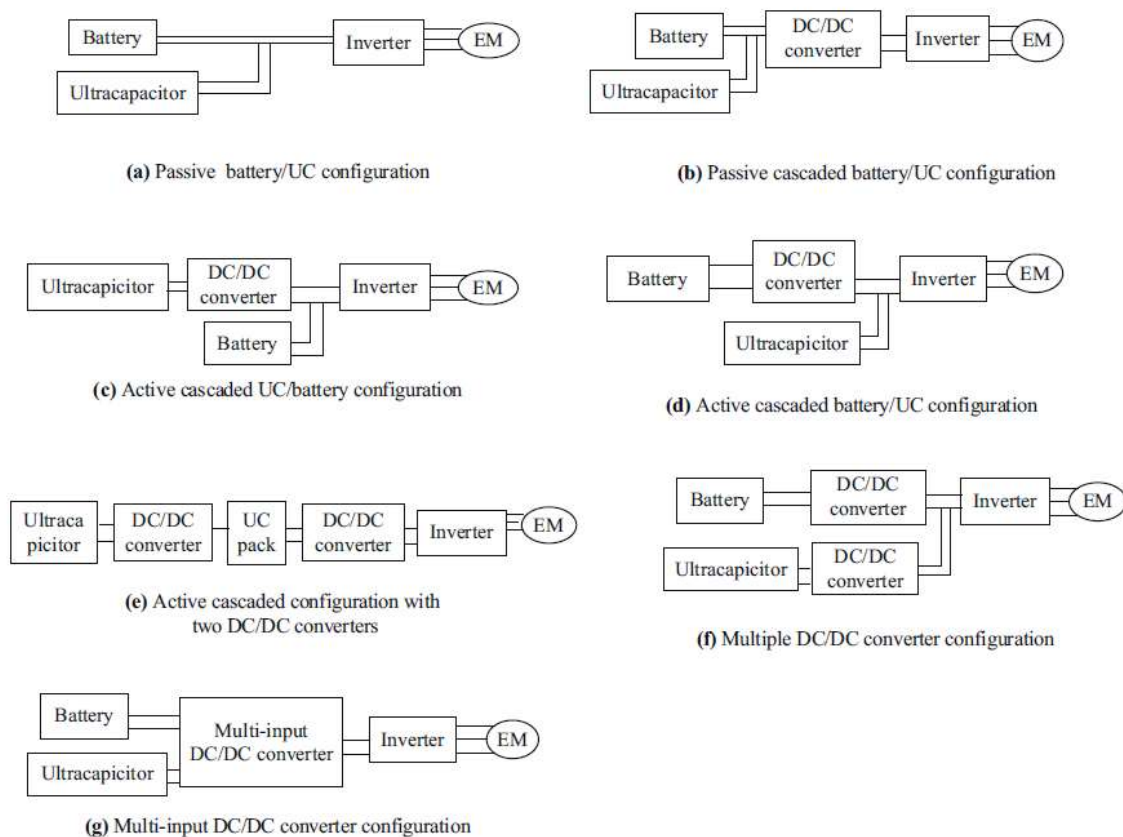 Battery
Inverter
EM
Ultracapacitor
(a) Passive battery/UC configuration
Battery
DC/DC
converter
Inverter
EM
Ultracapacitor
(b) Passive cascaded battery/UC configuration
Ultracapicitor
DC/DC
converter
Inverter
EM
Battery
(c) Active cascaded UC/battery configuration
Battery
DC/DC
converter
Inverter
EM
Ultracapicitor
(d) Active cascaded battery/UC configuration
Ultraca
picitor
DC/DC
converter
UC
pack
DC/DC
converter
Inverter
EM
(e) Active cascaded configuration with
two DC/DC converters
Battery
DC/DC
converter
Inverter
EM
Ultracapicitor
DC/DC
converter
(f) Multiple DC/DC converter configuration
Battery
Multi-input
DC/DC converter
Inverter
EM
Ultracapicitor
(g) Multi-input DC/DC converter configuration